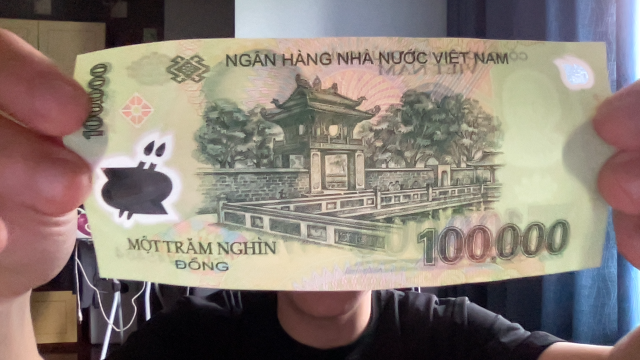 NGÂN HÀNG NHÀ NƯỚC VIỆT NAM
100000
MỘT TRĂM NGHÌN
ĐỒNG
100.000